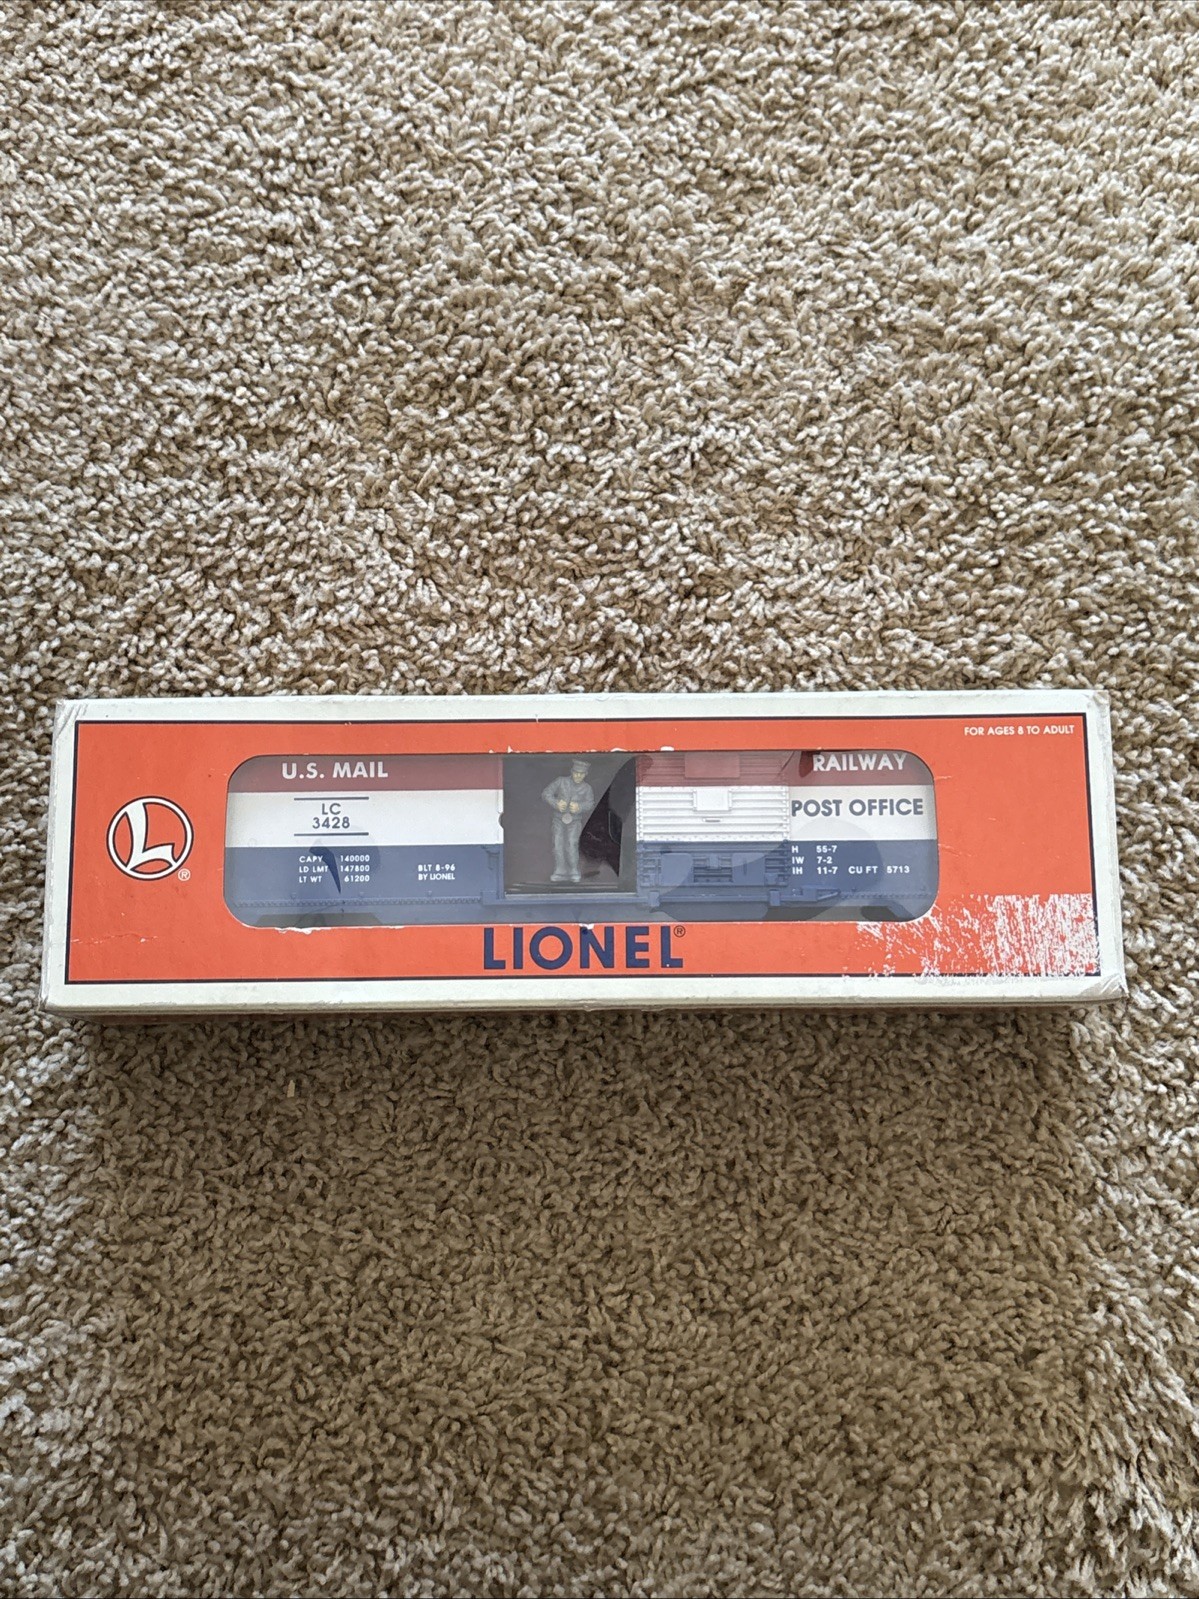 FOR AGES 8 TO ADULT
U.S. MAIL
RAILWAY
LC
3428
POST OFFICE
CAPY 140000
LD LMT 147800
LT WT 61200
BLT 8-96
BY LIONEL
H 55-7
IW 7-2
IH 11-7 CU FT 5713
L ®
LIONEL®